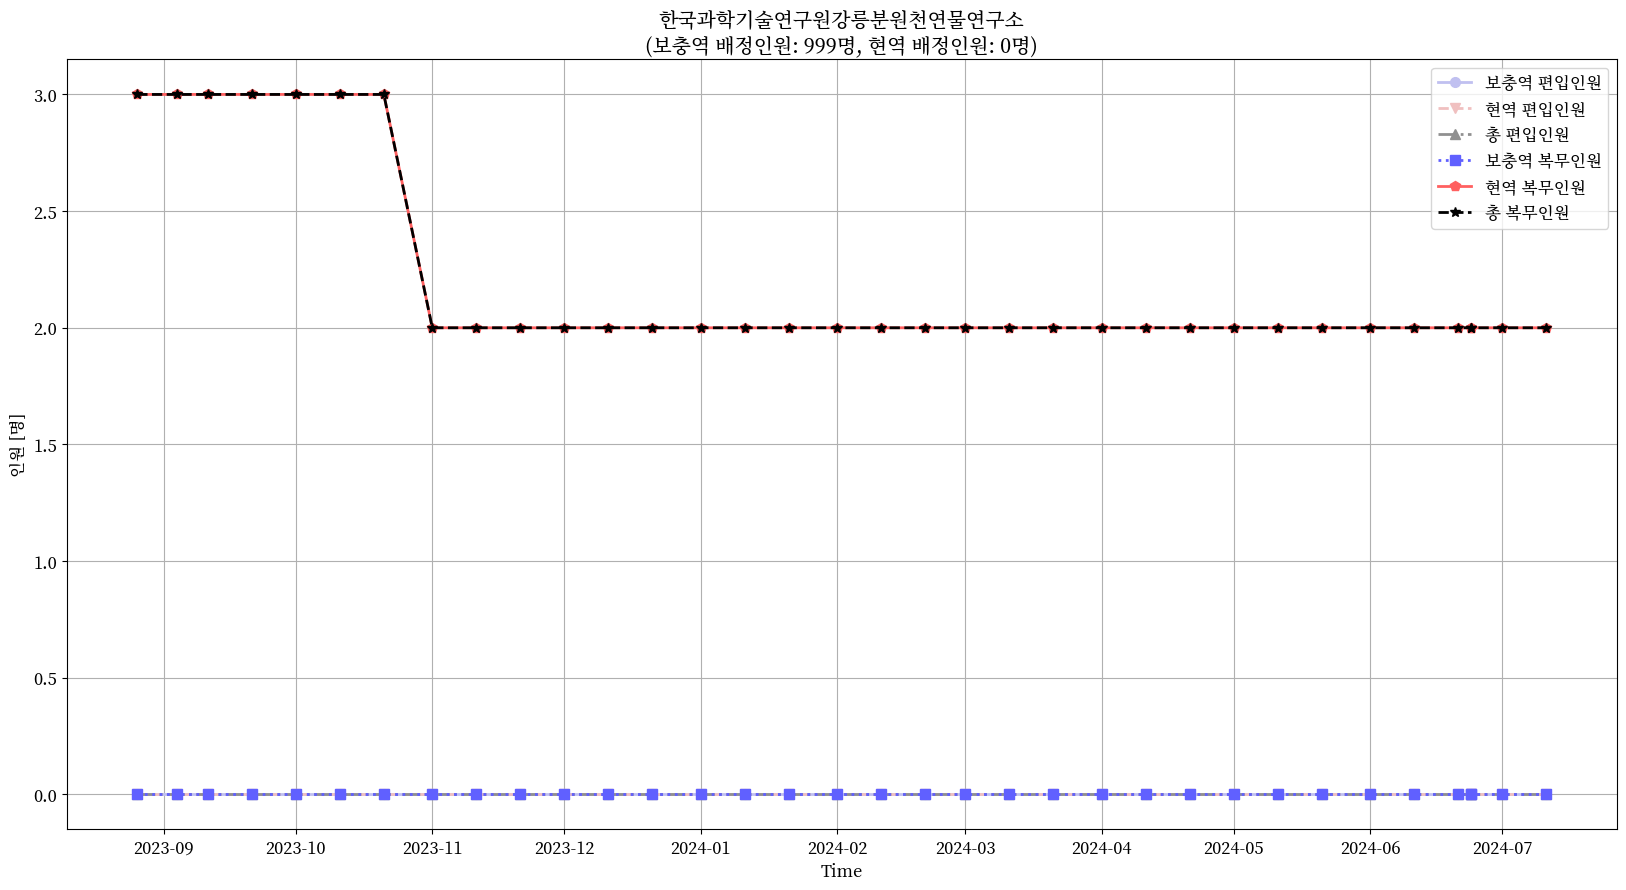 한국과학기술연구원강릉분원천연물연구소
(보충역 배정인원: 999명, 현역 배정인원: 0명)
보충역 편입인원
현역 편입인원
총 편입인원
보충역 복무인원
현역 복무인원
총 복무인원
3.0
2.5
2.0
1.5
1.0
0.5
0.0
인원 [명]
2023-09 2023-10 2023-11 2023-12 2024-01 2024-02 2024-03 2024-04 2024-05 2024-06 2024-07
Time